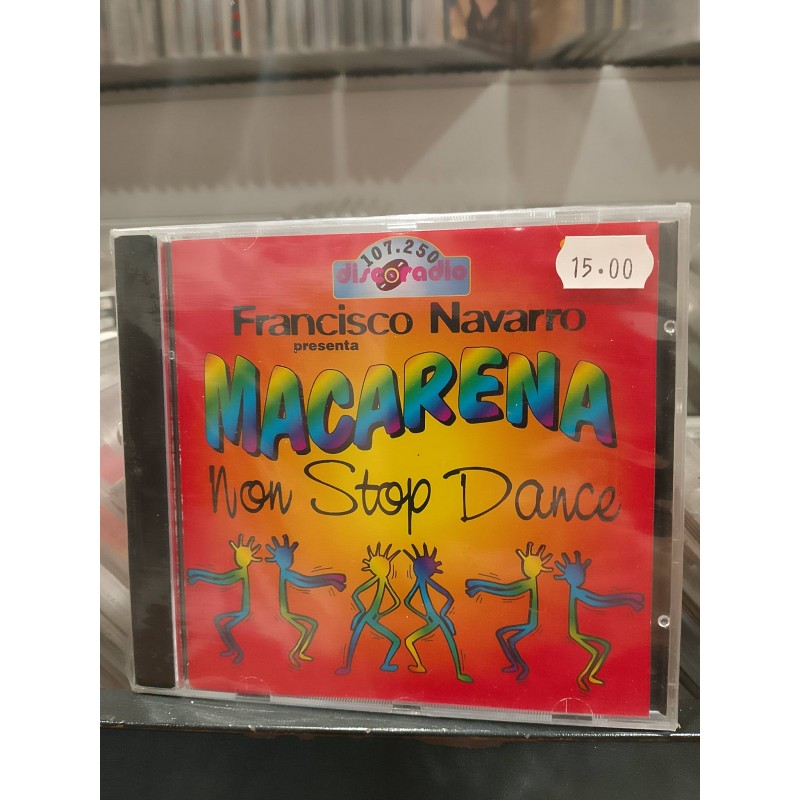 107.250
discoradio
15.00
Francisco Navarro
presenta
MACARENA
Non Stop Dance